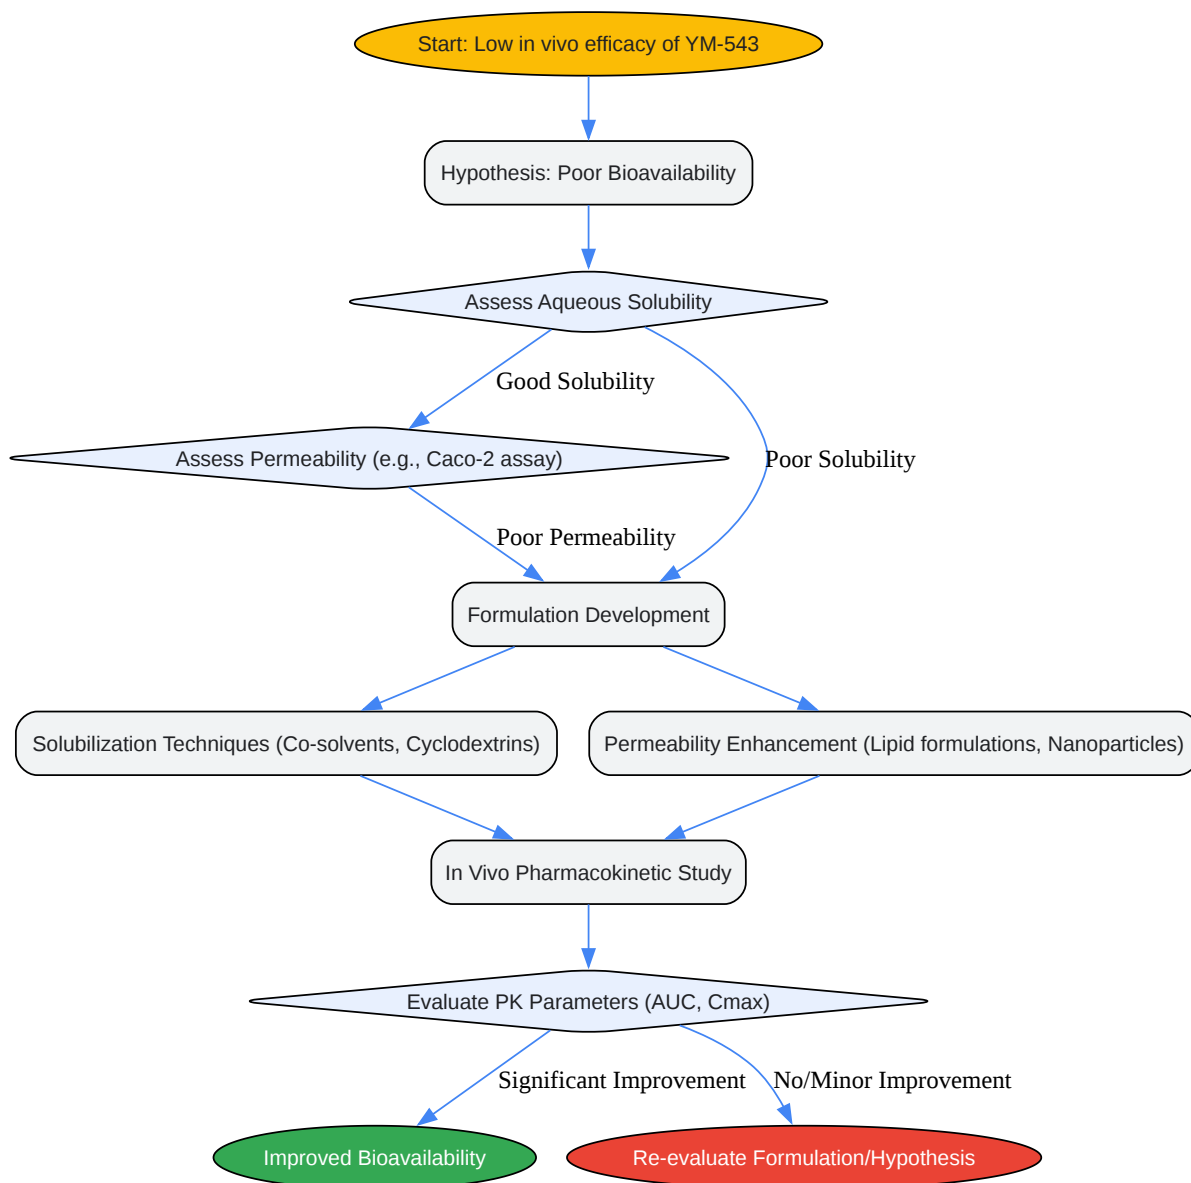 Start: Low in vivo efficacy of YM-543
Hypothesis: Poor Bioavailability
Assess Aqueous Solubility
Good Solubility
Assess Permeability (e.g., Caco-2 assay)
Poor Solubility
Poor Permeability
Formulation Development
Solubilization Techniques (Co-solvents, Cyclodextrins)
Permeability Enhancement (Lipid formulations, Nanoparticles)
In Vivo Pharmacokinetic Study
Evaluate PK Parameters (AUC, Cmax)
Significant Improvement
No/Minor Improvement
Improved Bioavailability
Re-evaluate Formulation/Hypothesis